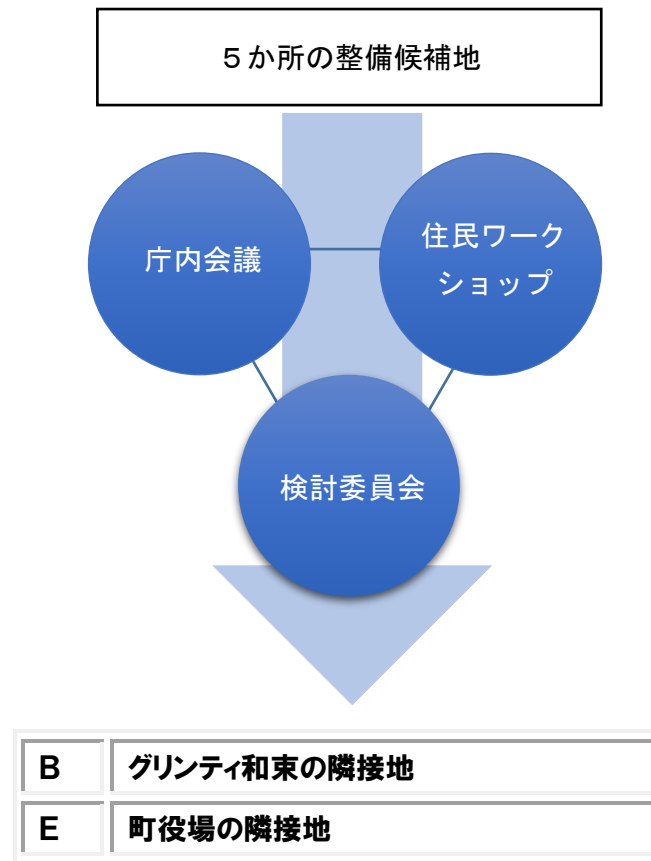 ５か所の整備候補地
庁内会議
住民ワーク
ショップ
検討委員会
B グリンティ和束の隣接地
E 町役場の隣接地